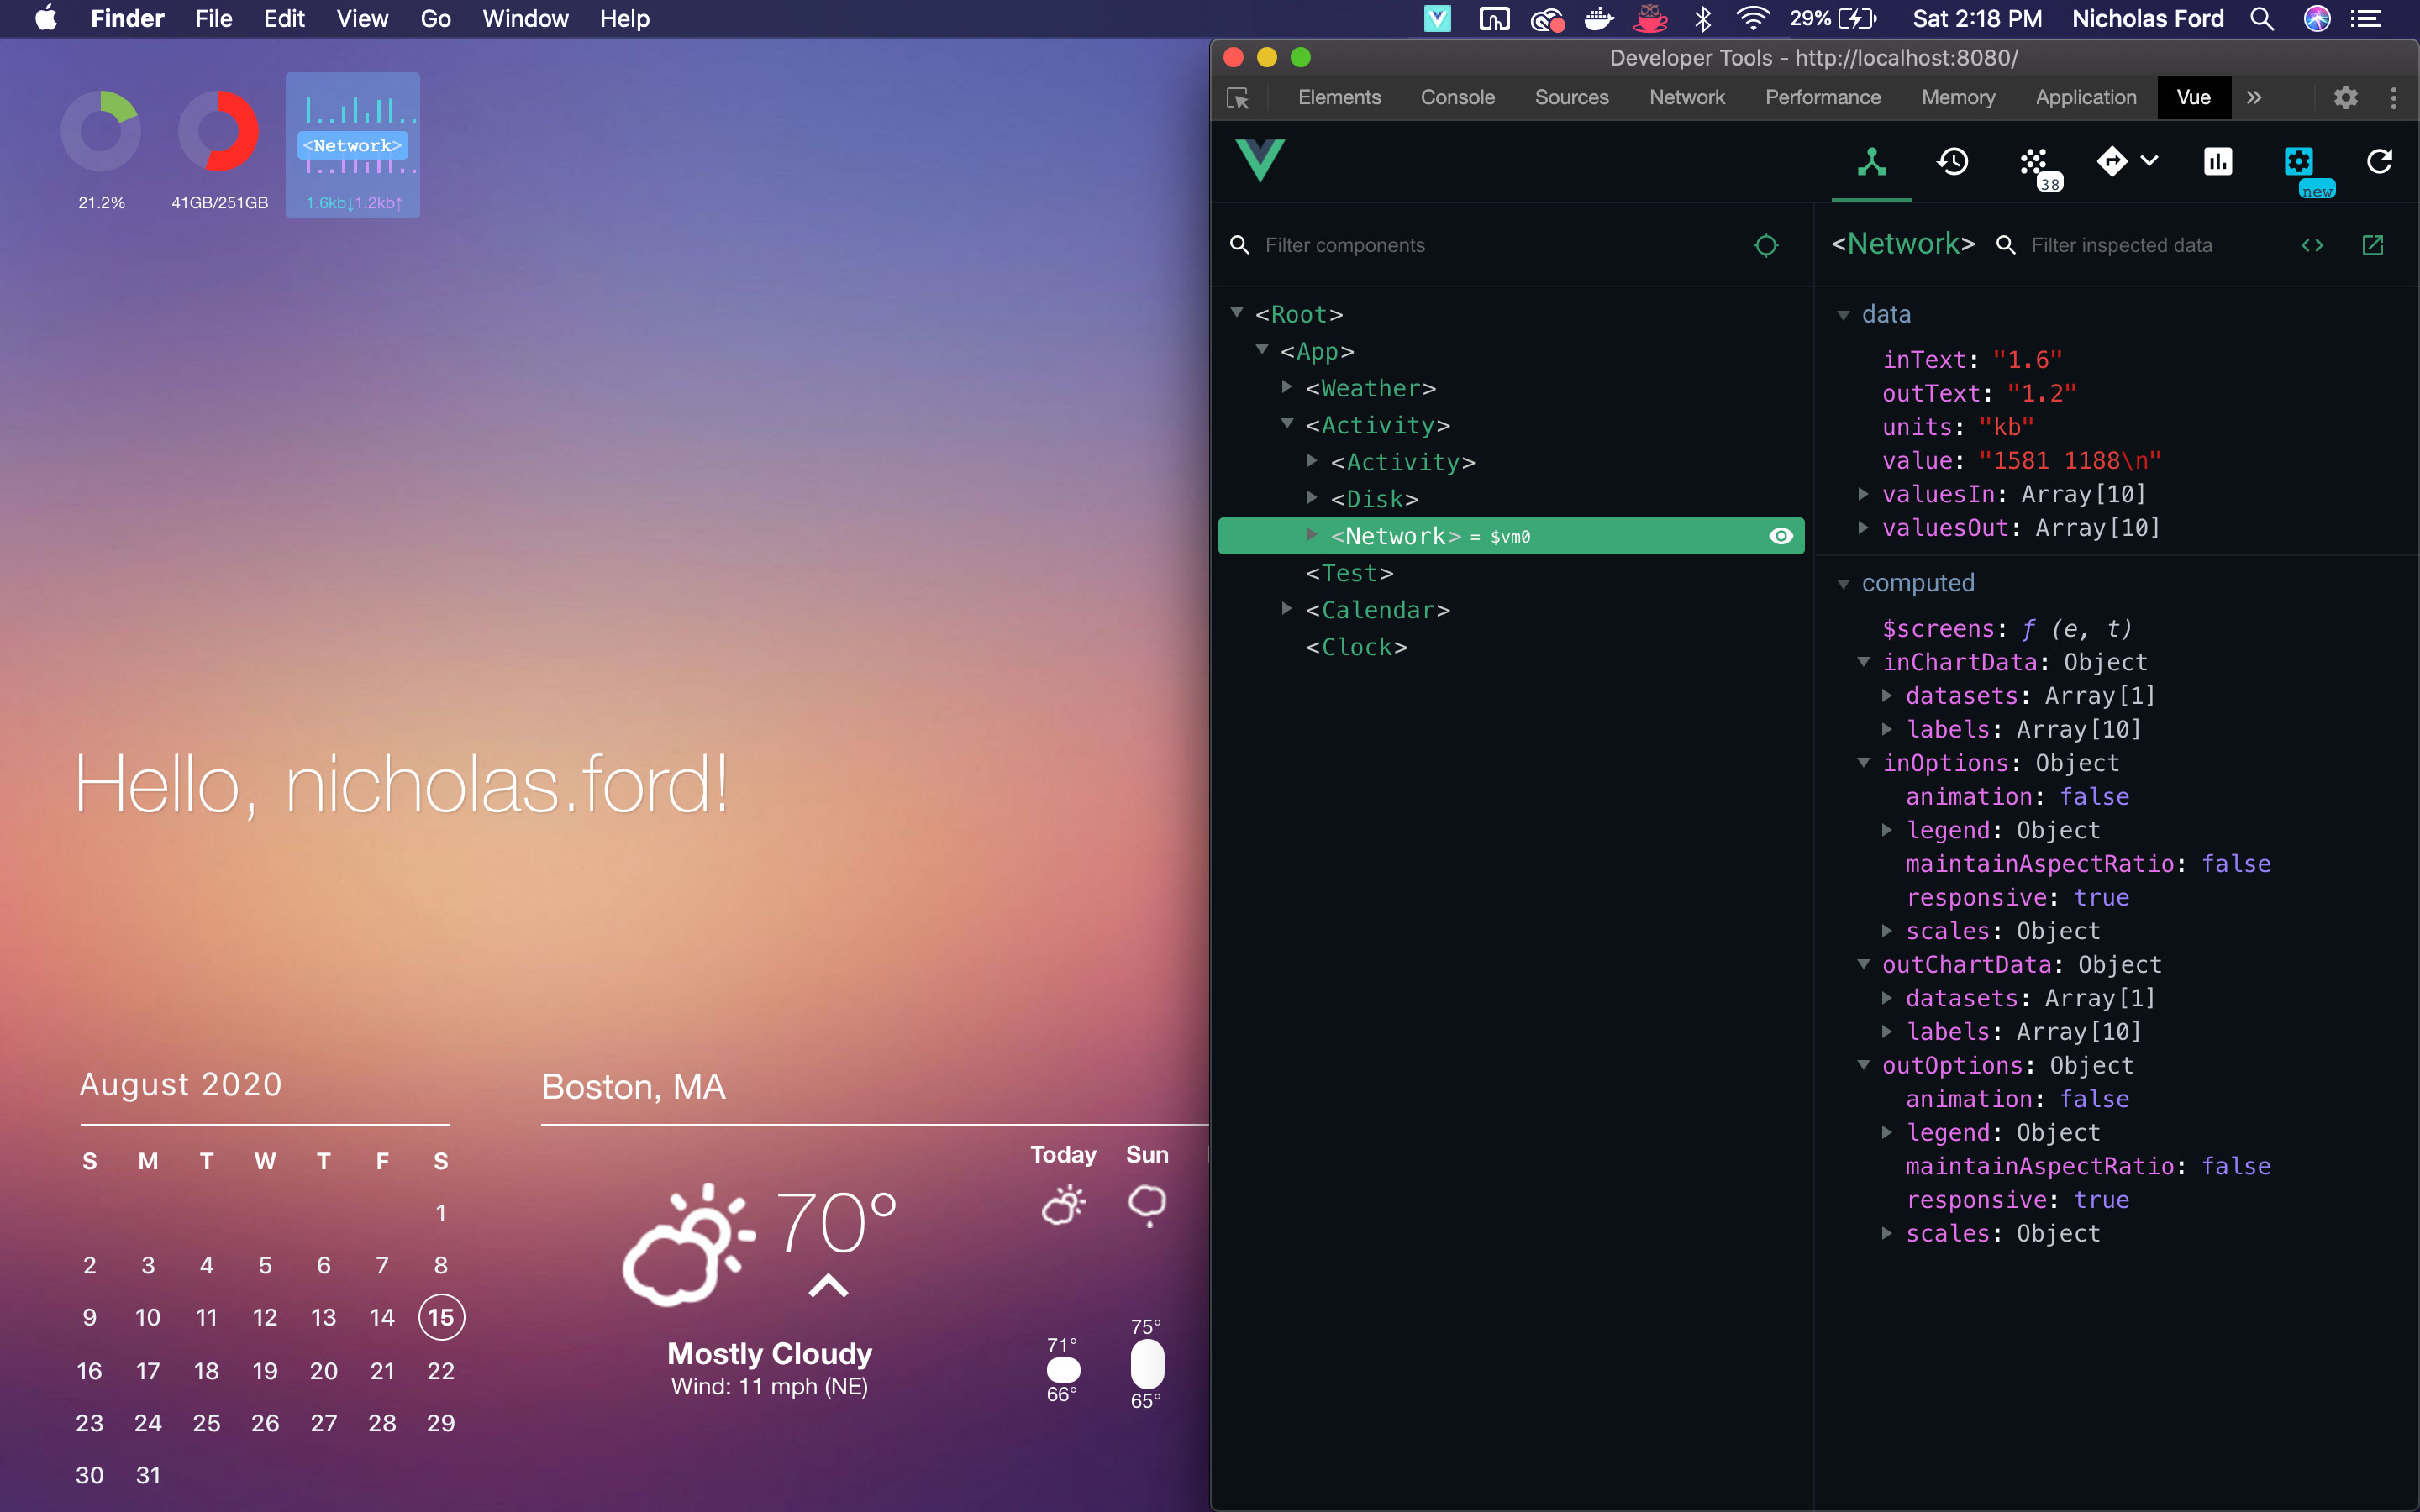 Finder File Edit View Go Window Help
29% Sat 2:18 PM Nicholas Ford
21.2%
41GB/251GB
<Network>
1.6kb↓1.2kb↑
Hello, nicholas.ford!
August 2020
S M T W T F S
1
2 3 4 5 6 7 8
9 10 11 12 13 14 15
16 17 18 19 20 21 22
23 24 25 26 27 28 29
30 31
Boston, MA
70°
Mostly Cloudy
Wind: 11 mph (NE)
Today Sun
71° 75°
66° 65°
Developer Tools - http://localhost:8080/
Elements Console Sources Network Performance Memory Application Vue »
38
new
Filter components
<Root>
<App>
<Weather>
<Activity>
<Activity>
<Disk>
<Network> = $vm0
<Test>
<Calendar>
<Clock>
<Network> Filter inspected data <>
data
inText: "1.6"
outText: "1.2"
units: "kb"
value: "1581 1188\n"
valuesIn: Array[10]
valuesOut: Array[10]
computed
$screens: ƒ (e, t)
inChartData: Object
datasets: Array[1]
labels: Array[10]
inOptions: Object
animation: false
legend: Object
maintainAspectRatio: false
responsive: true
scales: Object
outChartData: Object
datasets: Array[1]
labels: Array[10]
outOptions: Object
animation: false
legend: Object
maintainAspectRatio: false
responsive: true
scales: Object